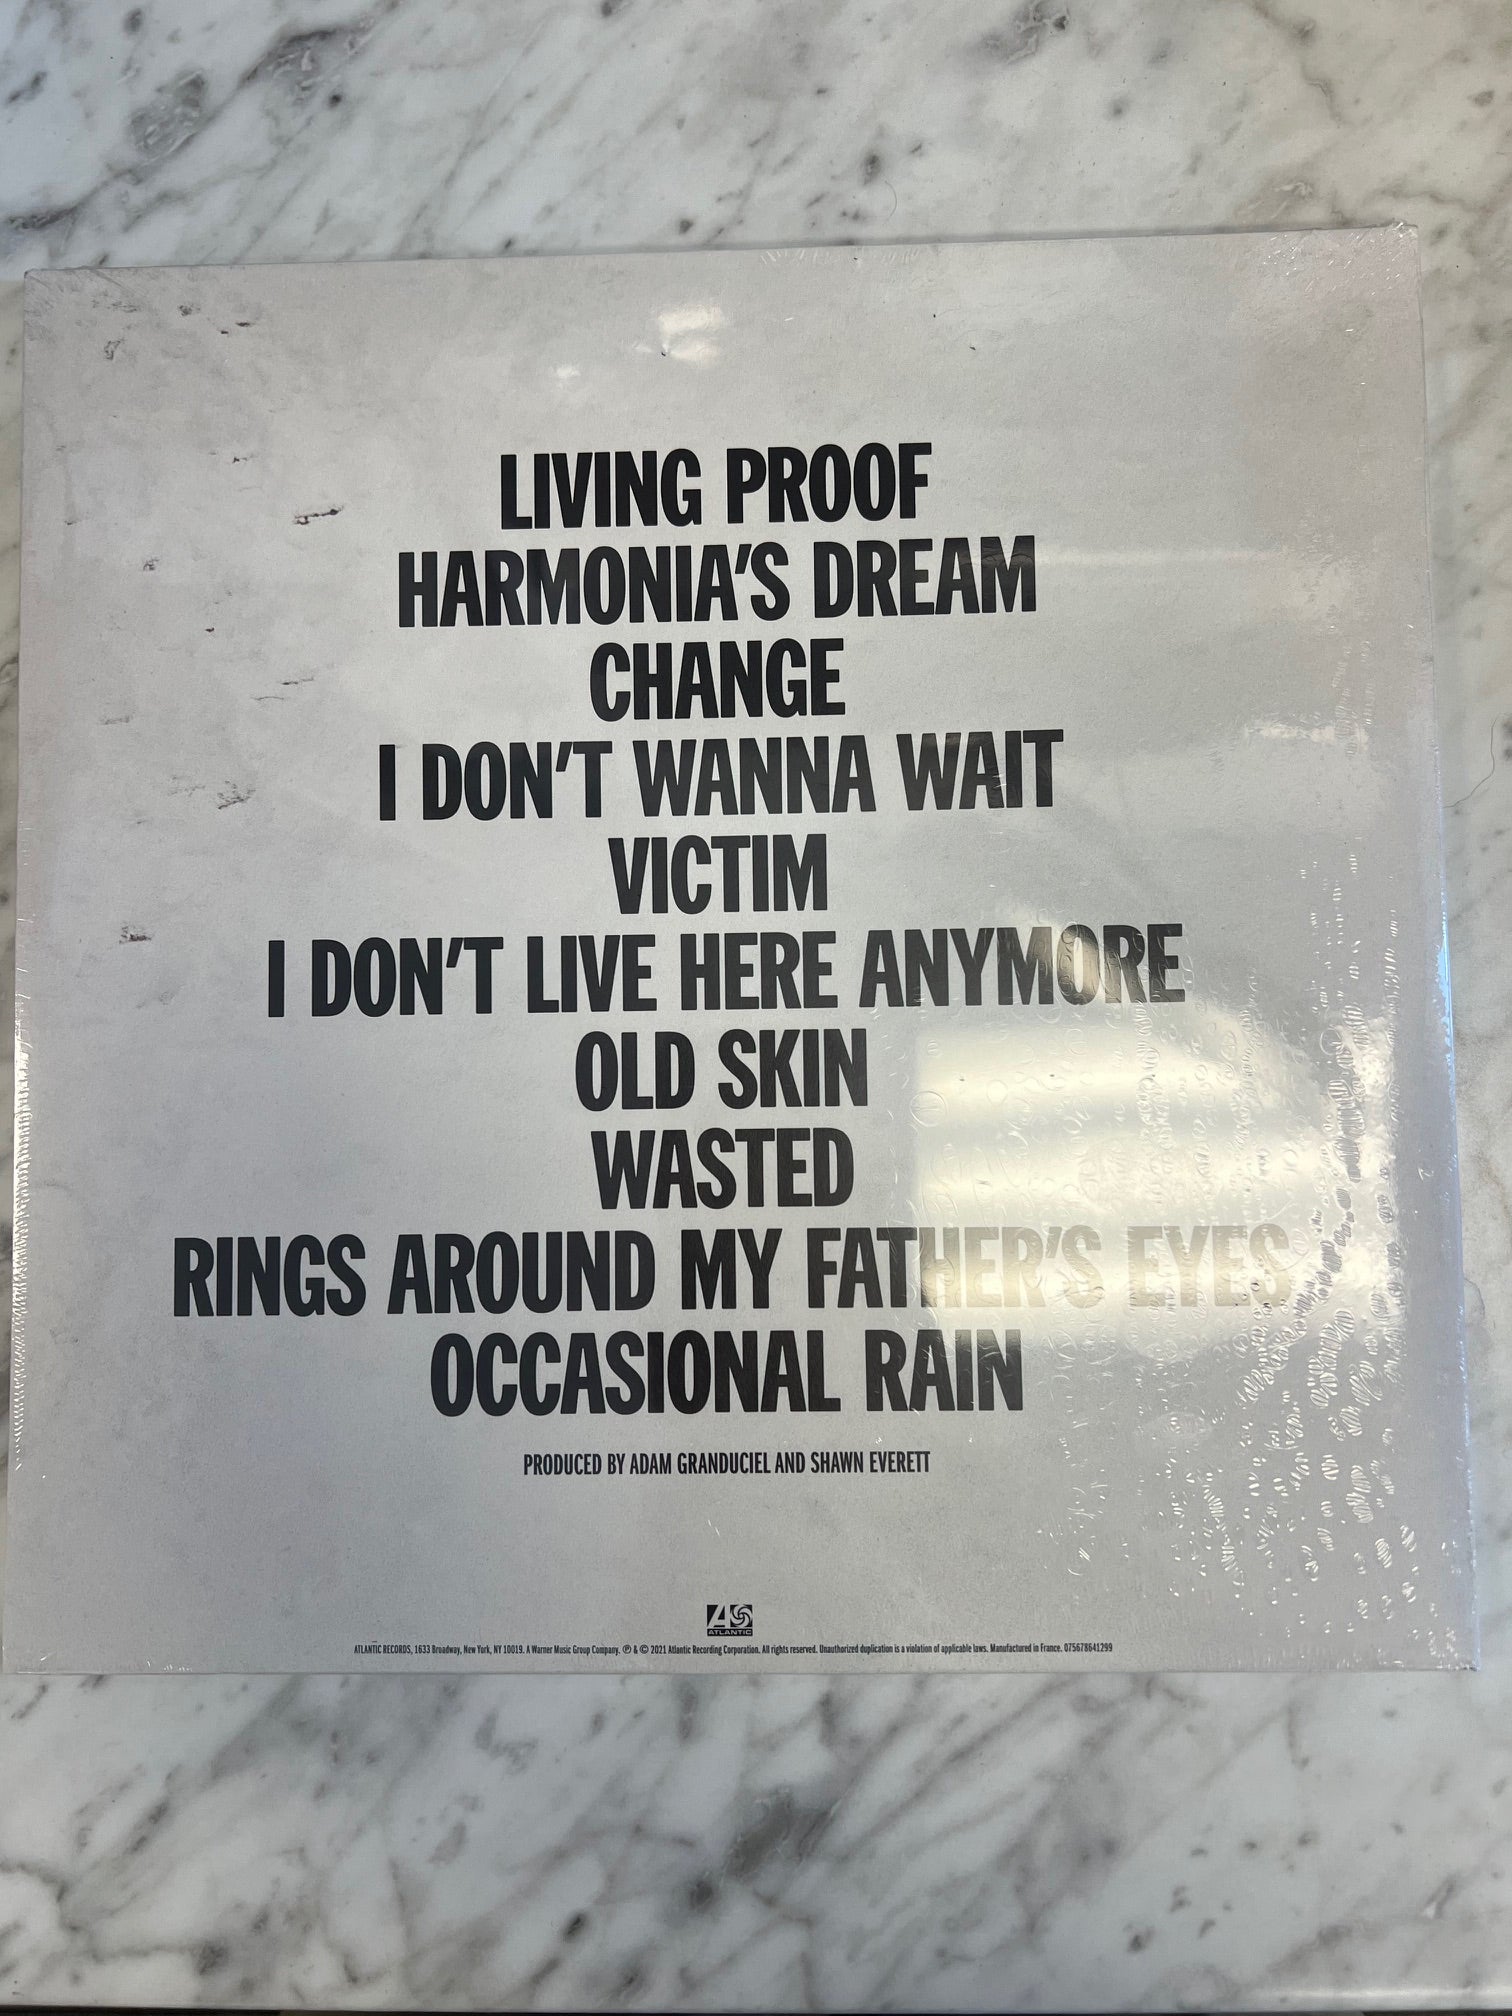 LIVING PROOF
HARMONIA'S DREAM
CHANGE
I DON'T WANNA WAIT
VICTIM
I DON'T LIVE HERE ANYMORE
OLD SKIN
WASTED
RINGS AROUND MY FATHER'S EYES
OCCASIONAL RAIN
PRODUCED BY ADAM GRANDUCIEL AND SHAWN EVERETT
ATLANTIC
ATLANTIC RECORDS, 1633 Broadway, New York, NY 10019. A Warner Music Group Company. ℗ & © 2021 Atlantic Recording Corporation. All rights reserved. Unauthorized duplication is a violation of applicable laws. Manufactured in France. 075678641299